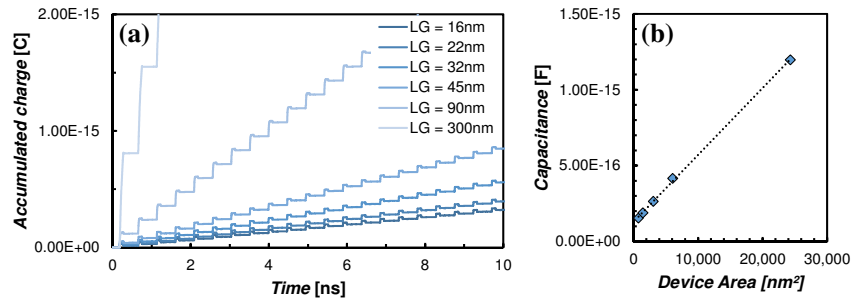 (a)
Accumulated charge [C]
2.00E-15
1.00E-15
0.00E+00
0 2 4 6 8 10
Time [ns]
LG = 16nm
LG = 22nm
LG = 32nm
LG = 45nm
LG = 90nm
LG = 300nm
(b)
Capacitance [F]
1.50E-15
1.00E-15
5.00E-16
0.00E+00
0 10,000 20,000 30,000
Device Area [nm²]